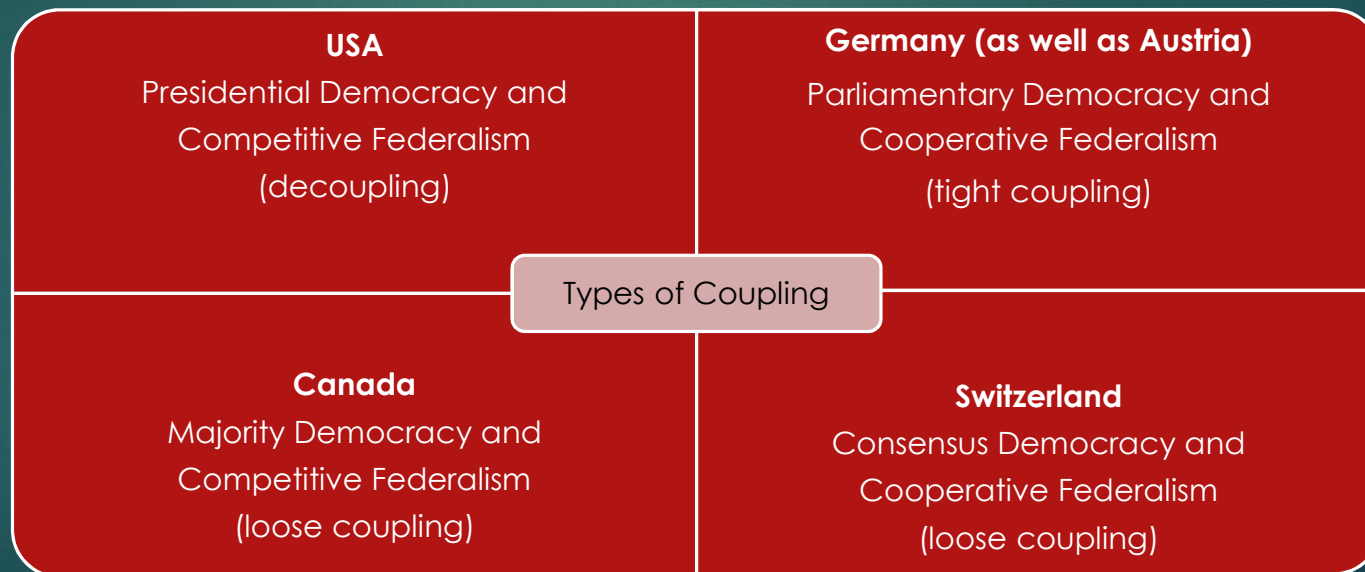 USA
Presidential Democracy and
Competitive Federalism
(decoupling)
Germany (as well as Austria)
Parliamentary Democracy and
Cooperative Federalism
(tight coupling)
Types of Coupling
Canada
Majority Democracy and
Competitive Federalism
(loose coupling)
Switzerland
Consensus Democracy and
Cooperative Federalism
(loose coupling)